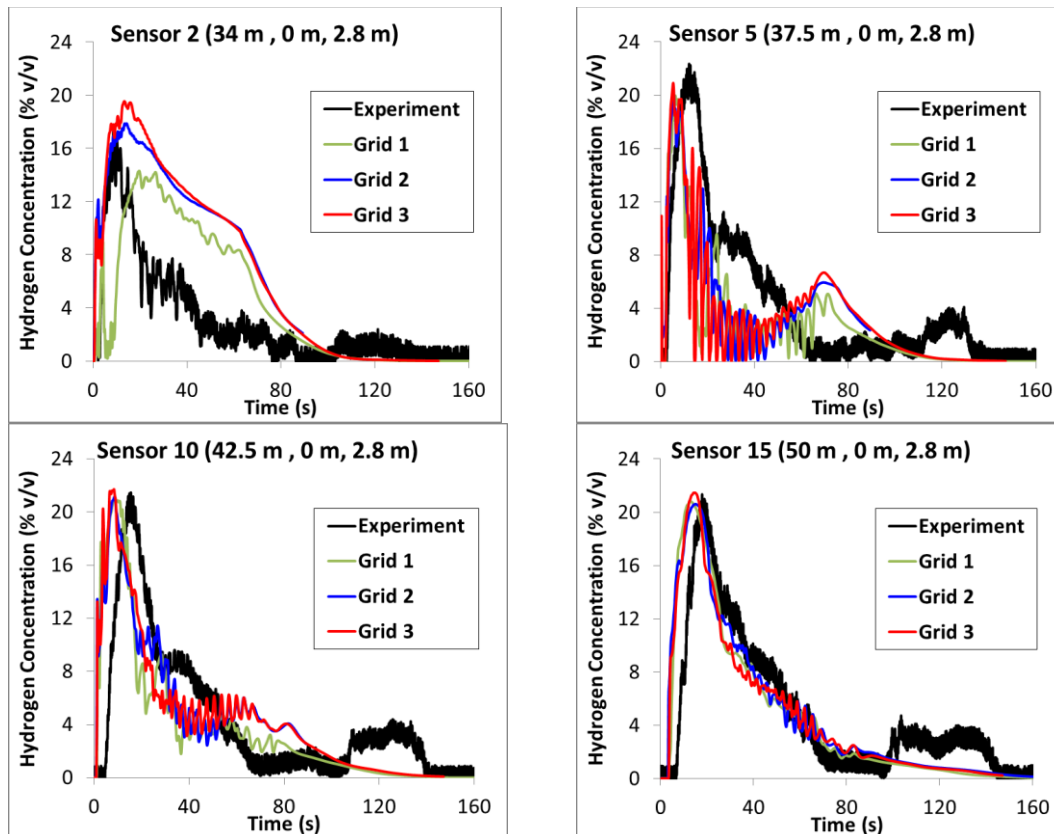 Sensor 2 (34 m , 0 m, 2.8 m)
Hydrogen Concentration (% v/v)
24
20
16
12
8
4
0
Experiment
Grid 1
Grid 2
Grid 3
0 40 80 120 160
Time (s)
Sensor 5 (37.5 m , 0 m, 2.8 m)
Hydrogen Concentration (% v/v)
24
20
16
12
8
4
0
Experiment
Grid 1
Grid 2
Grid 3
0 40 80 120 160
Time (s)
Sensor 10 (42.5 m , 0 m, 2.8 m)
Hydrogen Concentration (% v/v)
24
20
16
12
8
4
0
Experiment
Grid 1
Grid 2
Grid 3
0 40 80 120 160
Time (s)
Sensor 15 (50 m , 0 m, 2.8 m)
Hydrogen Concentration (% v/v)
24
20
16
12
8
4
0
Experiment
Grid 1
Grid 2
Grid 3
0 40 80 120 160
Time (s)